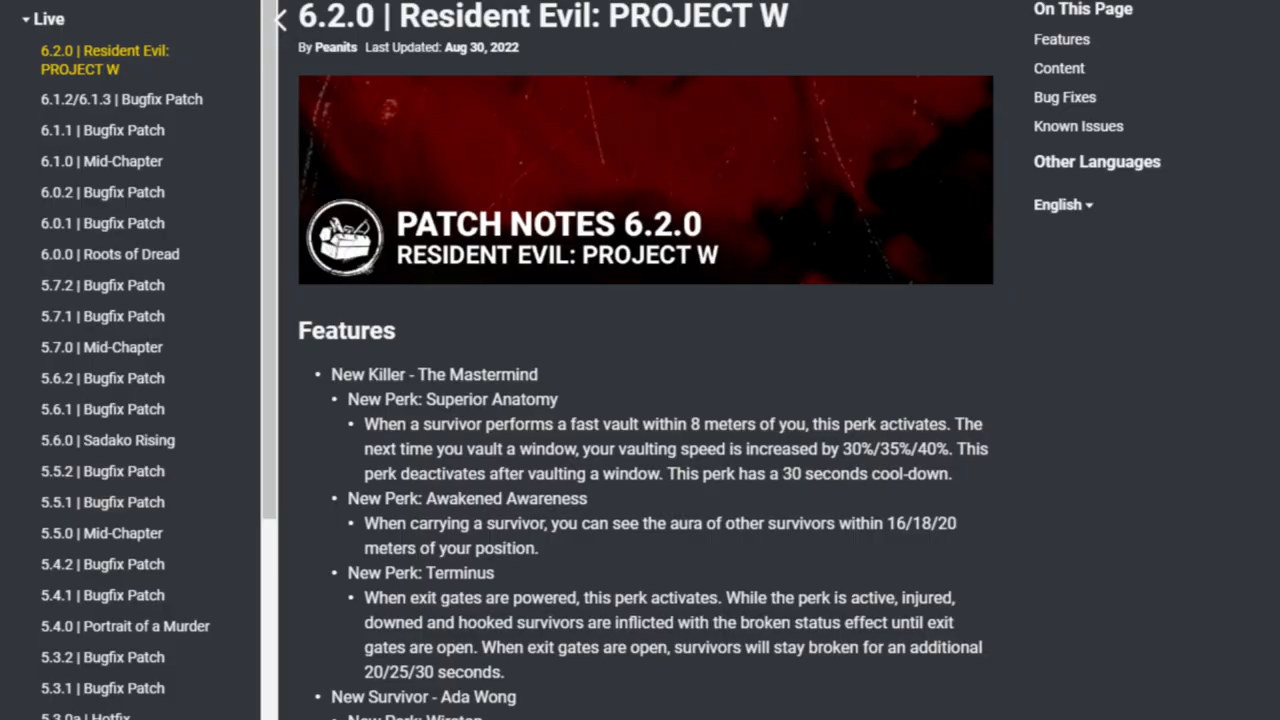 Live
6.2.0 | Resident Evil:
PROJECT W
6.1.2/6.1.3 | Bugfix Patch
6.1.1 | Bugfix Patch
6.1.0 | Mid-Chapter
6.0.2 | Bugfix Patch
6.0.1 | Bugfix Patch
6.0.0 | Roots of Dread
5.7.2 | Bugfix Patch
5.7.1 | Bugfix Patch
5.7.0 | Mid-Chapter
5.6.2 | Bugfix Patch
5.6.1 | Bugfix Patch
5.6.0 | Sadako Rising
5.5.2 | Bugfix Patch
5.5.1 | Bugfix Patch
5.5.0 | Mid-Chapter
5.4.2 | Bugfix Patch
5.4.1 | Bugfix Patch
5.4.0 | Portrait of a Murder
5.3.2 | Bugfix Patch
5.3.1 | Bugfix Patch
5.3.0a | Hotfix
6.2.0 | Resident Evil: PROJECT W
By Peanits Last Updated: Aug 30, 2022
PATCH NOTES 6.2.0
RESIDENT EVIL: PROJECT W
Features
• New Killer - The Mastermind
• New Perk: Superior Anatomy
• When a survivor performs a fast vault within 8 meters of you, this perk activates. The
next time you vault a window, your vaulting speed is increased by 30%/35%/40%. This
perk deactivates after vaulting a window. This perk has a 30 seconds cool-down.
• New Perk: Awakened Awareness
• When carrying a survivor, you can see the aura of other survivors within 16/18/20
meters of your position.
• New Perk: Terminus
• When exit gates are powered, this perk activates. While the perk is active, injured,
downed and hooked survivors are inflicted with the broken status effect until exit
gates are open. When exit gates are open, survivors will stay broken for an additional
20/25/30 seconds.
• New Survivor - Ada Wong
• New Perk: Wiretap
On This Page
Features
Content
Bug Fixes
Known Issues
Other Languages
English